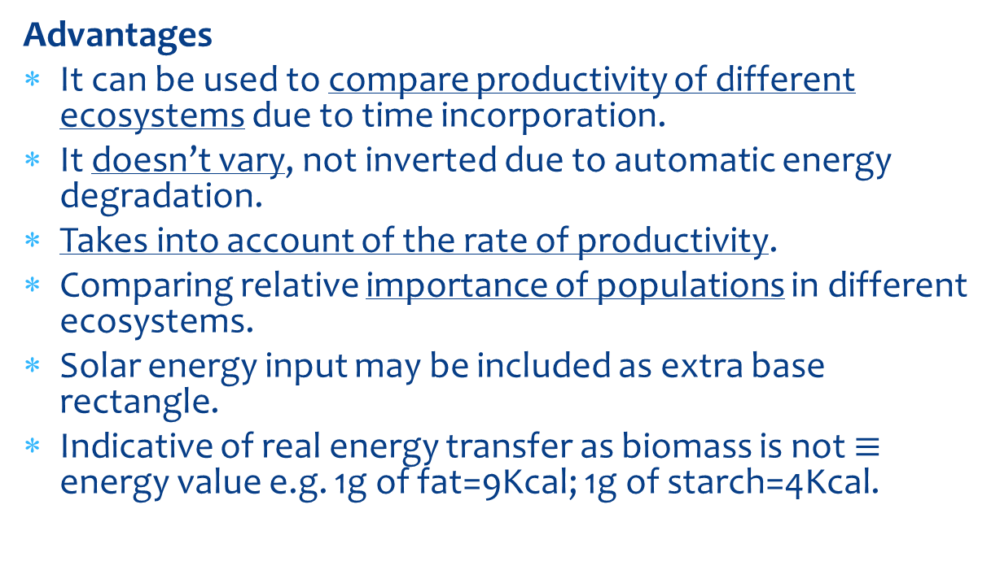 Advantages
* It can be used to compare productivity of different
ecosystems due to time incorporation.
* It doesn’t vary, not inverted due to automatic energy
degradation.
* Takes into account of the rate of productivity.
* Comparing relative importance of populations in different
ecosystems.
* Solar energy input may be included as extra base
rectangle.
* Indicative of real energy transfer as biomass is not ≡
energy value e.g. 1g of fat=9Kcal; 1g of starch=4Kcal.